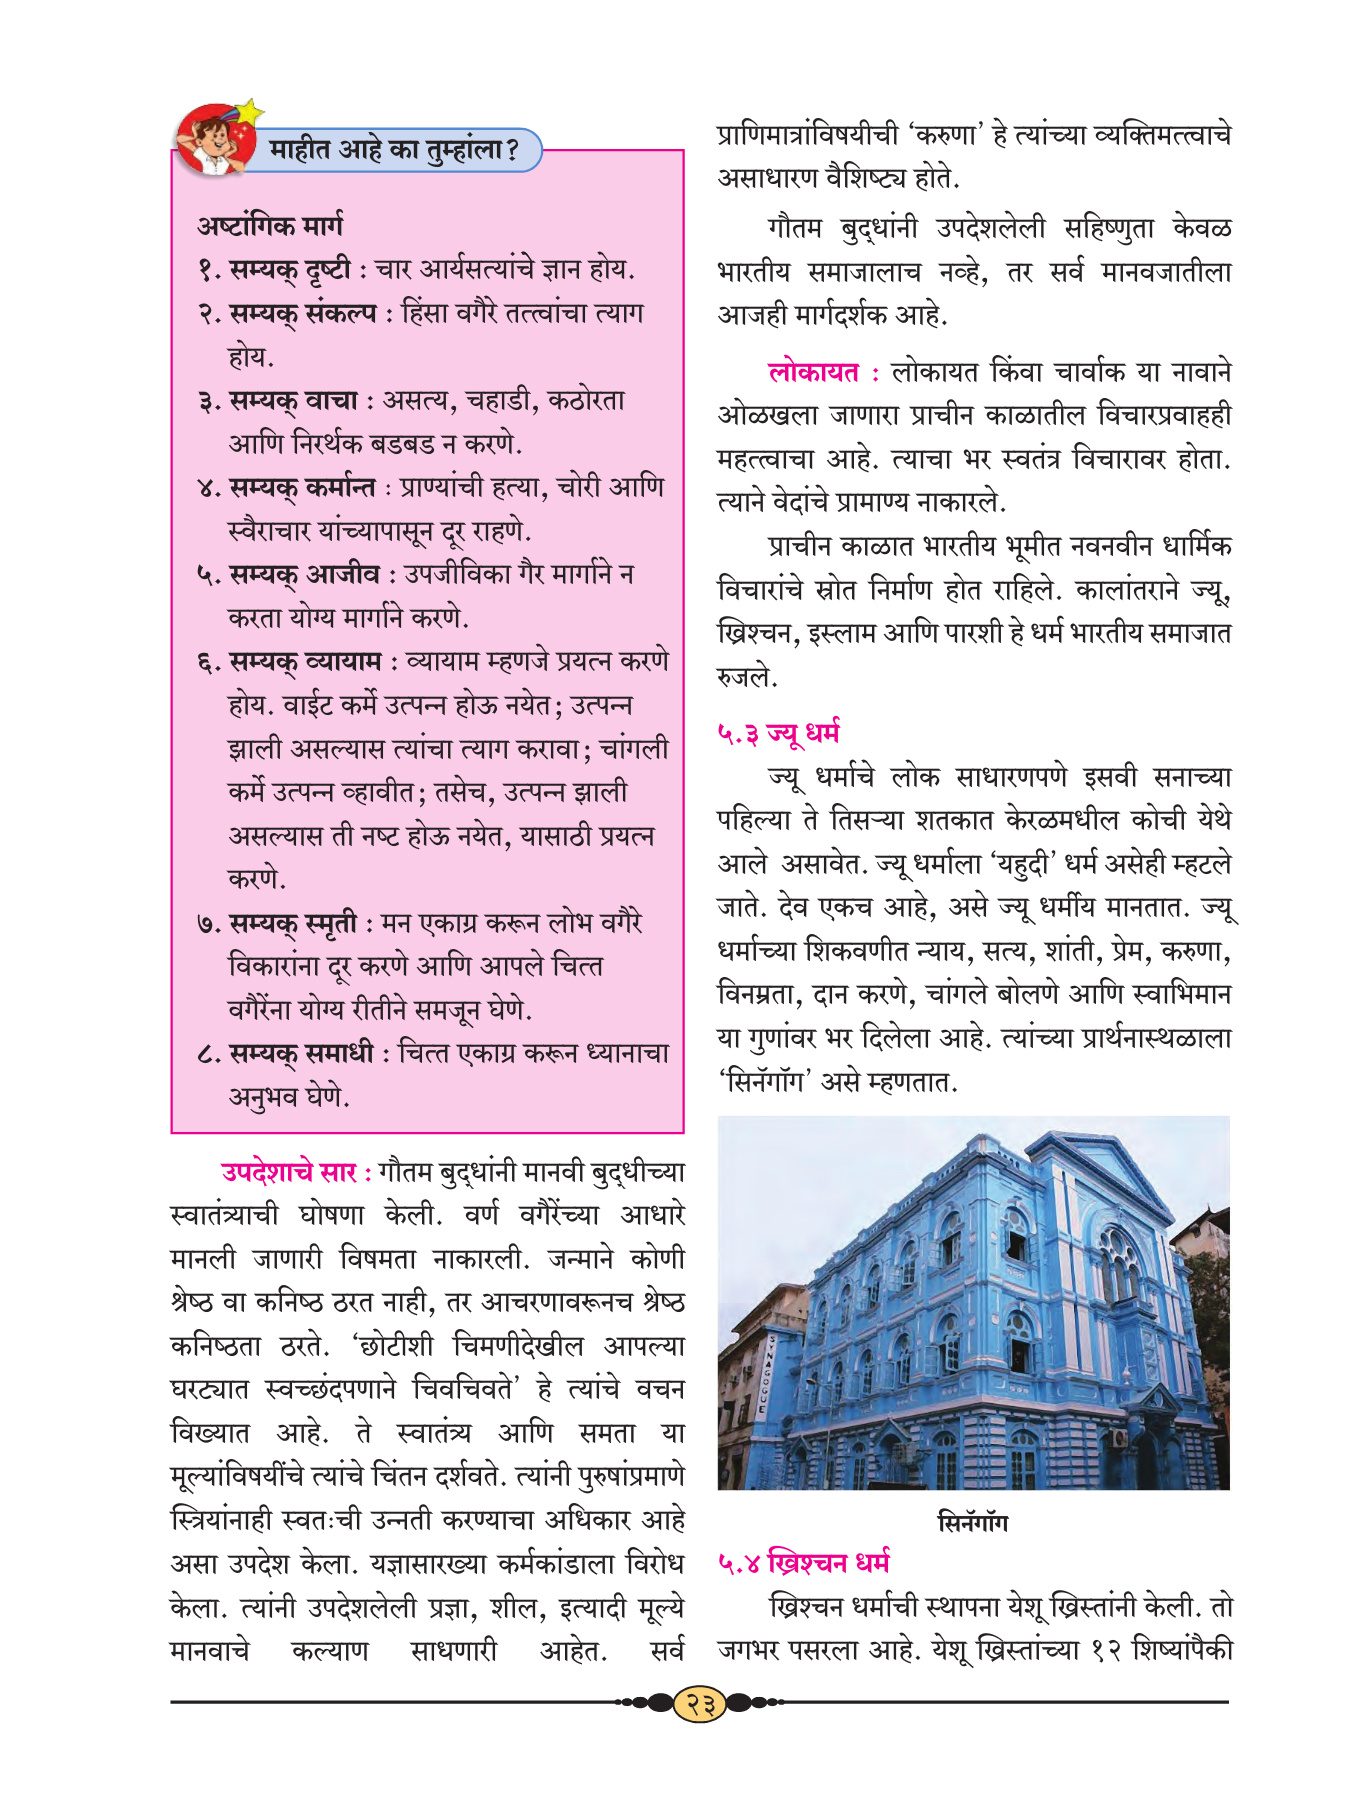 माहीत आहे का तुम्हांला?
अष्टांगिक मार्ग
१. सम्यक् दृष्टी : चार आर्यसत्यांचे ज्ञान होय.
२. सम्यक् संकल्प : हिंसा वगैरे तत्त्वांचा त्याग
होय.
३. सम्यक् वाचा : असत्य, चहाडी, कठोरता
आणि निरर्थक बडबड न करणे.
४. सम्यक् कर्मान्त : प्राण्यांची हत्या, चोरी आणि
स्वैराचार यांच्यापासून दूर राहणे.
५. सम्यक् आजीव : उपजीविका गैर मार्गाने न
करता योग्य मार्गाने करणे.
६. सम्यक् व्यायाम : व्यायाम म्हणजे प्रयत्न करणे
होय. वाईट कर्मे उत्पन्न होऊ नयेत; उत्पन्न
झाली असल्यास त्यांचा त्याग करावा; चांगली
कर्मे उत्पन्न व्हावीत; तसेच, उत्पन्न झाली
असल्यास ती नष्ट होऊ नयेत, यासाठी प्रयत्न
करणे.
७. सम्यक् स्मृती : मन एकाग्र करून लोभ वगैरे
विकारांना दूर करणे आणि आपले चित्त
वगैरेंना योग्य रीतीने समजून घेणे.
८. सम्यक् समाधी : चित्त एकाग्र करून ध्यानाचा
अनुभव घेणे.
उपदेशाचे सार : गौतम बुद्धांनी मानवी बुद्धीच्या
स्वातंत्र्याची घोषणा केली. वर्ण वगैरेंच्या आधारे
मानली जाणारी विषमता नाकारली. जन्माने कोणी
श्रेष्ठ वा कनिष्ठ ठरत नाही, तर आचरणावरूनच श्रेष्ठ
कनिष्ठता ठरते. ‘छोटीशी चिमणीदेखील आपल्या
घरट्यात स्वच्छंदपणाने चिवचिवते’ हे त्यांचे वचन
विख्यात आहे. ते स्वातंत्र्य आणि समता या
मूल्यांविषयींचे त्यांचे चिंतन दर्शवते. त्यांनी पुरुषांप्रमाणे
स्त्रियांनाही स्वतःची उन्नती करण्याचा अधिकार आहे
असा उपदेश केला. यज्ञासारख्या कर्मकांडाला विरोध
केला. त्यांनी उपदेशलेली प्रज्ञा, शील, इत्यादी मूल्ये
मानवाचे कल्याण साधणारी आहेत. सर्व
प्राणिमात्रांविषयीची ‘करुणा’ हे त्यांच्या व्यक्तिमत्त्वाचे
असाधारण वैशिष्ट्य होते.
गौतम बुद्धांनी उपदेशलेली सहिष्णुता केवळ
भारतीय समाजालाच नव्हे, तर सर्व मानवजातीला
आजही मार्गदर्शक आहे.
लोकायत : लोकायत किंवा चार्वाक या नावाने
ओळखला जाणारा प्राचीन काळातील विचारप्रवाहही
महत्त्वाचा आहे. त्याचा भर स्वतंत्र विचारावर होता.
त्याने वेदांचे प्रामाण्य नाकारले.
प्राचीन काळात भारतीय भूमीत नवनवीन धार्मिक
विचारांचे स्रोत निर्माण होत राहिले. कालांतराने ज्यू,
ख्रिश्चन, इस्लाम आणि पारशी हे धर्म भारतीय समाजात
रुजले.
५.३ ज्यू धर्म
ज्यू धर्माचे लोक साधारणपणे इसवी सनाच्या
पहिल्या ते तिसऱ्या शतकात केरळमधील कोची येथे
आले असावेत. ज्यू धर्माला ‘यहुदी’ धर्म असेही म्हटले
जाते. देव एकच आहे, असे ज्यू धर्मीय मानतात. ज्यू
धर्माच्या शिकवणीत न्याय, सत्य, शांती, प्रेम, करुणा,
विनम्रता, दान करणे, चांगले बोलणे आणि स्वाभिमान
या गुणांवर भर दिलेला आहे. त्यांच्या प्रार्थनास्थळाला
‘सिनॅगॉग’ असे म्हणतात.
SYNAGOGUE
सिनॅगॉग
५.४ ख्रिश्चन धर्म
ख्रिश्चन धर्माची स्थापना येशू ख्रिस्तांनी केली. तो
जगभर पसरला आहे. येशू ख्रिस्तांच्या १२ शिष्यांपैकी
२३